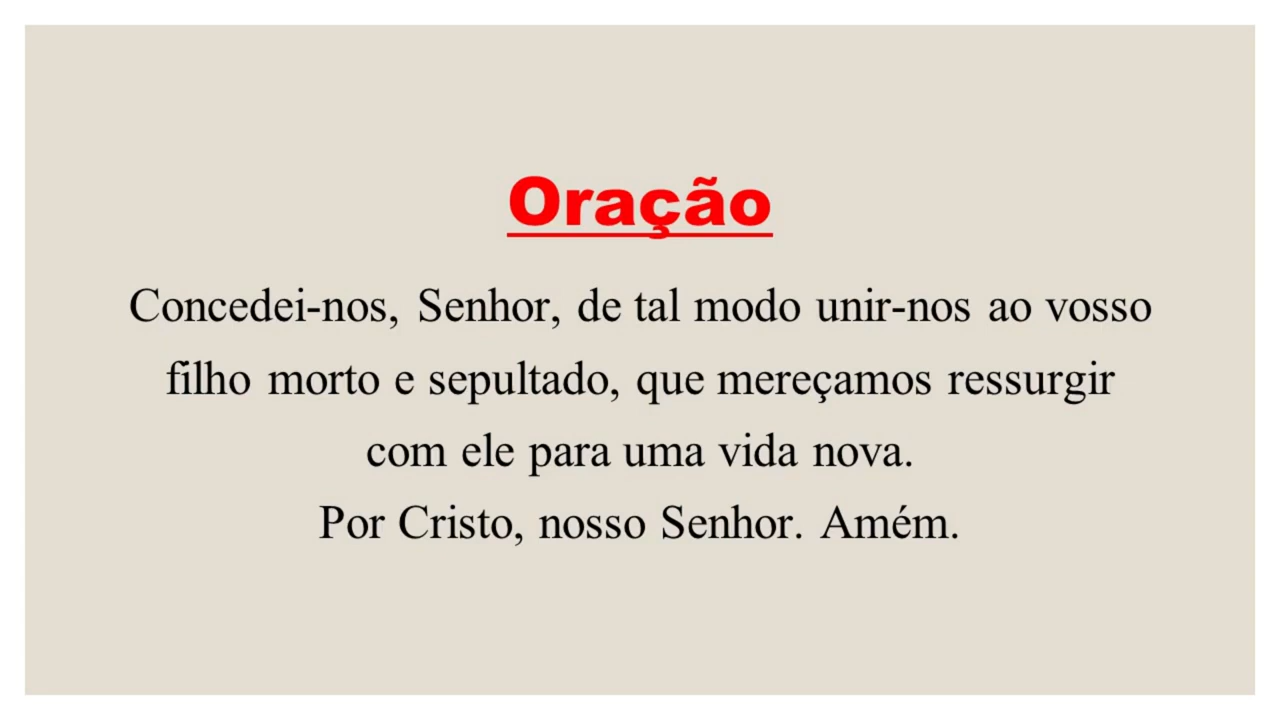 Oração
Concedei-nos, Senhor, de tal modo unir-nos ao vosso
filho morto e sepultado, que mereçamos ressurgir
com ele para uma vida nova.
Por Cristo, nosso Senhor. Amém.